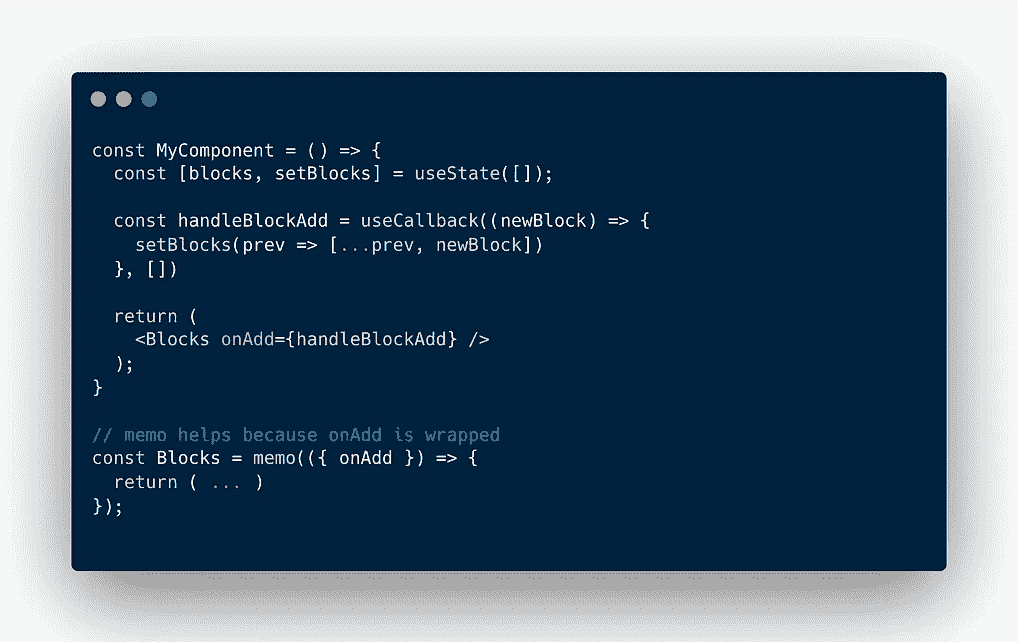 const MyComponent = () => {
  const [blocks, setBlocks] = useState([]);

  const handleBlockAdd = useCallback((newBlock) => {
    setBlocks(prev => [...prev, newBlock])
  }, [])

  return (
    <Blocks onAdd={handleBlockAdd} />
  );
}

// memo helps because onAdd is wrapped
const Blocks = memo(({ onAdd }) => {
  return ( ... )
});